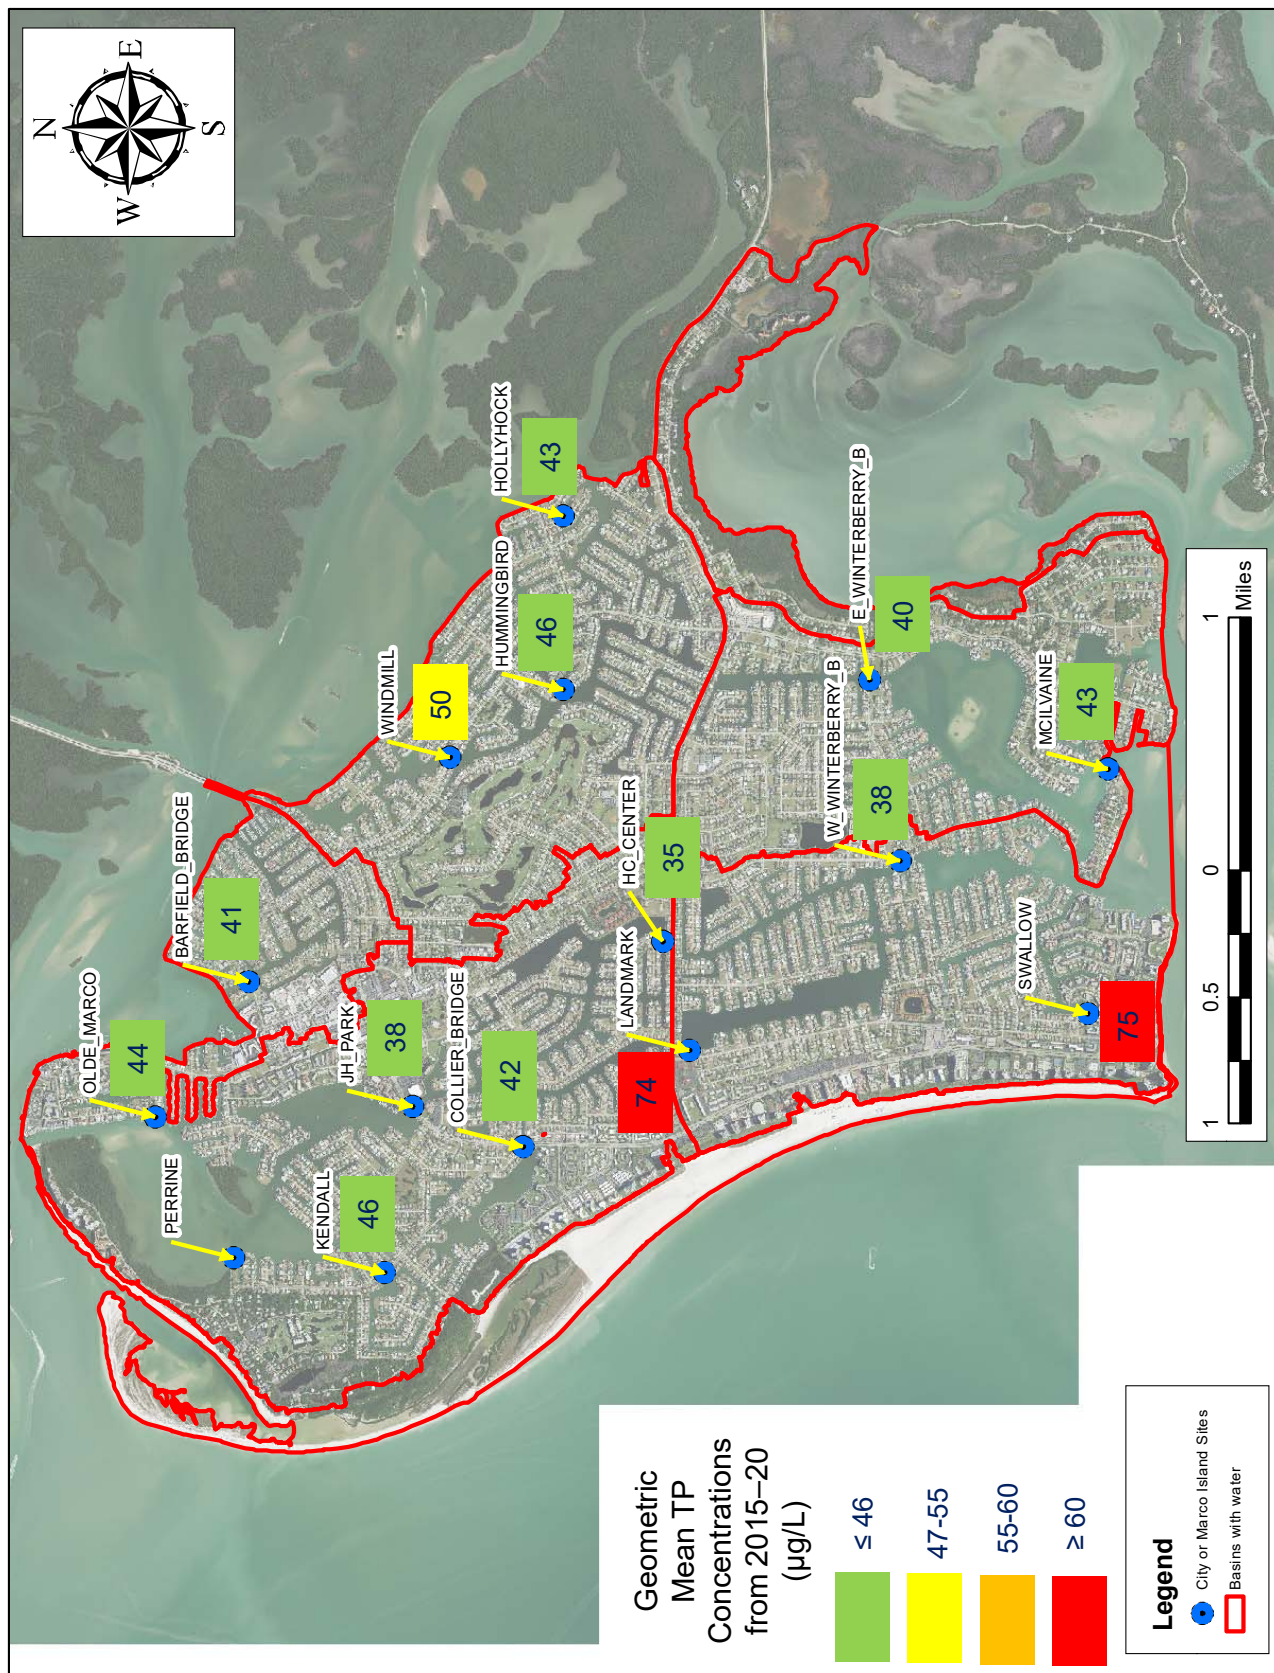 N
E
S
W
OLDE_MARCO
44
BARFIELD_BRIDGE
41
WINDMILL
50
HOLLYHOCK
43
HUMMINGBIRD
46
PERRINE
KENDALL
46
JH_PARK
38
COLLIER_BRIDGE
42
HC_CENTER
35
LANDMARK
74
E_WINTERBERRY_B
40
W_WINTERBERRY_B
38
MCILVAINE
43
SWALLOW
75
Geometric
Mean TP
Concentrations
from 2015–20
(µg/L)
≤ 46
47-55
55-60
≥ 60
Legend
City or Marco Island Sites
Basins with water
1
0.5
0
1
Miles